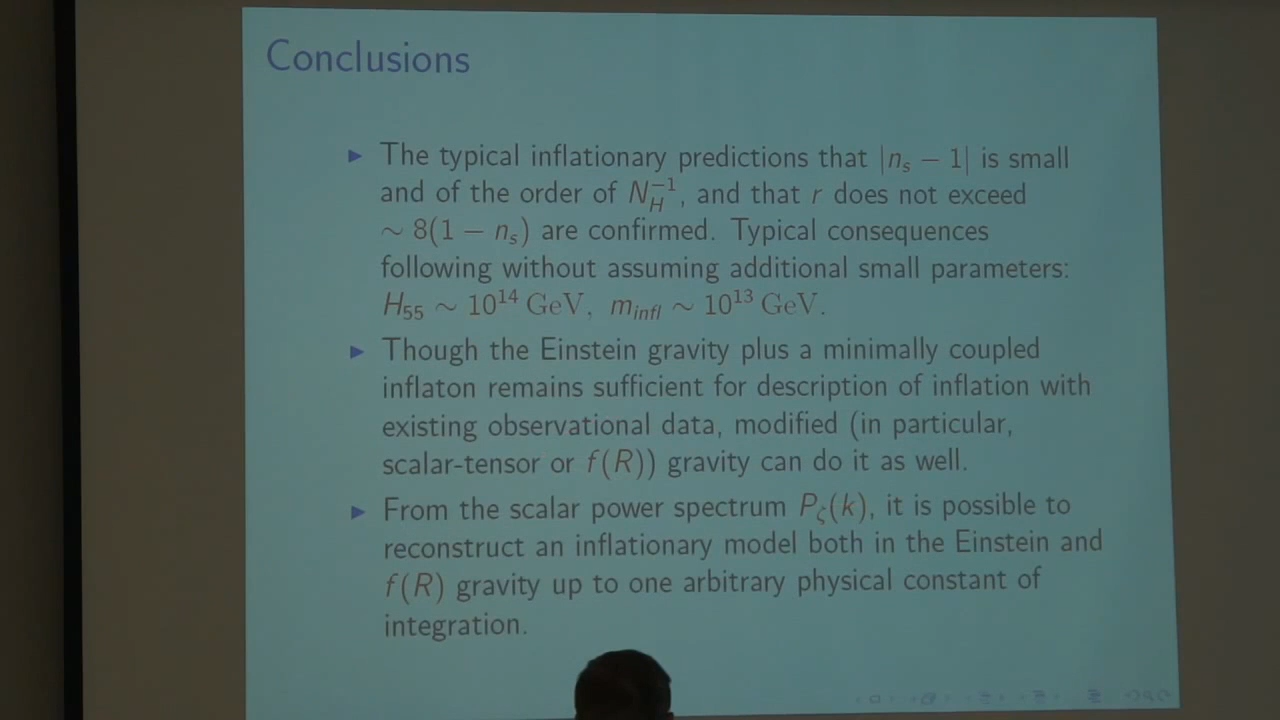 Conclusions
▶ The typical inflationary predictions that |n_s − 1| is small
and of the order of N_H^{−1}, and that r does not exceed
∼ 8(1 − n_s) are confirmed. Typical consequences
following without assuming additional small parameters:
H_{55} ∼ 10^{14} GeV, m_{infl} ∼ 10^{13} GeV.
▶ Though the Einstein gravity plus a minimally coupled
inflaton remains sufficient for description of inflation with
existing observational data, modified (in particular,
scalar-tensor or f(R)) gravity can do it as well.
▶ From the scalar power spectrum P_ζ(k), it is possible to
reconstruct an inflationary model both in the Einstein and
f(R) gravity up to one arbitrary physical constant of
integration.